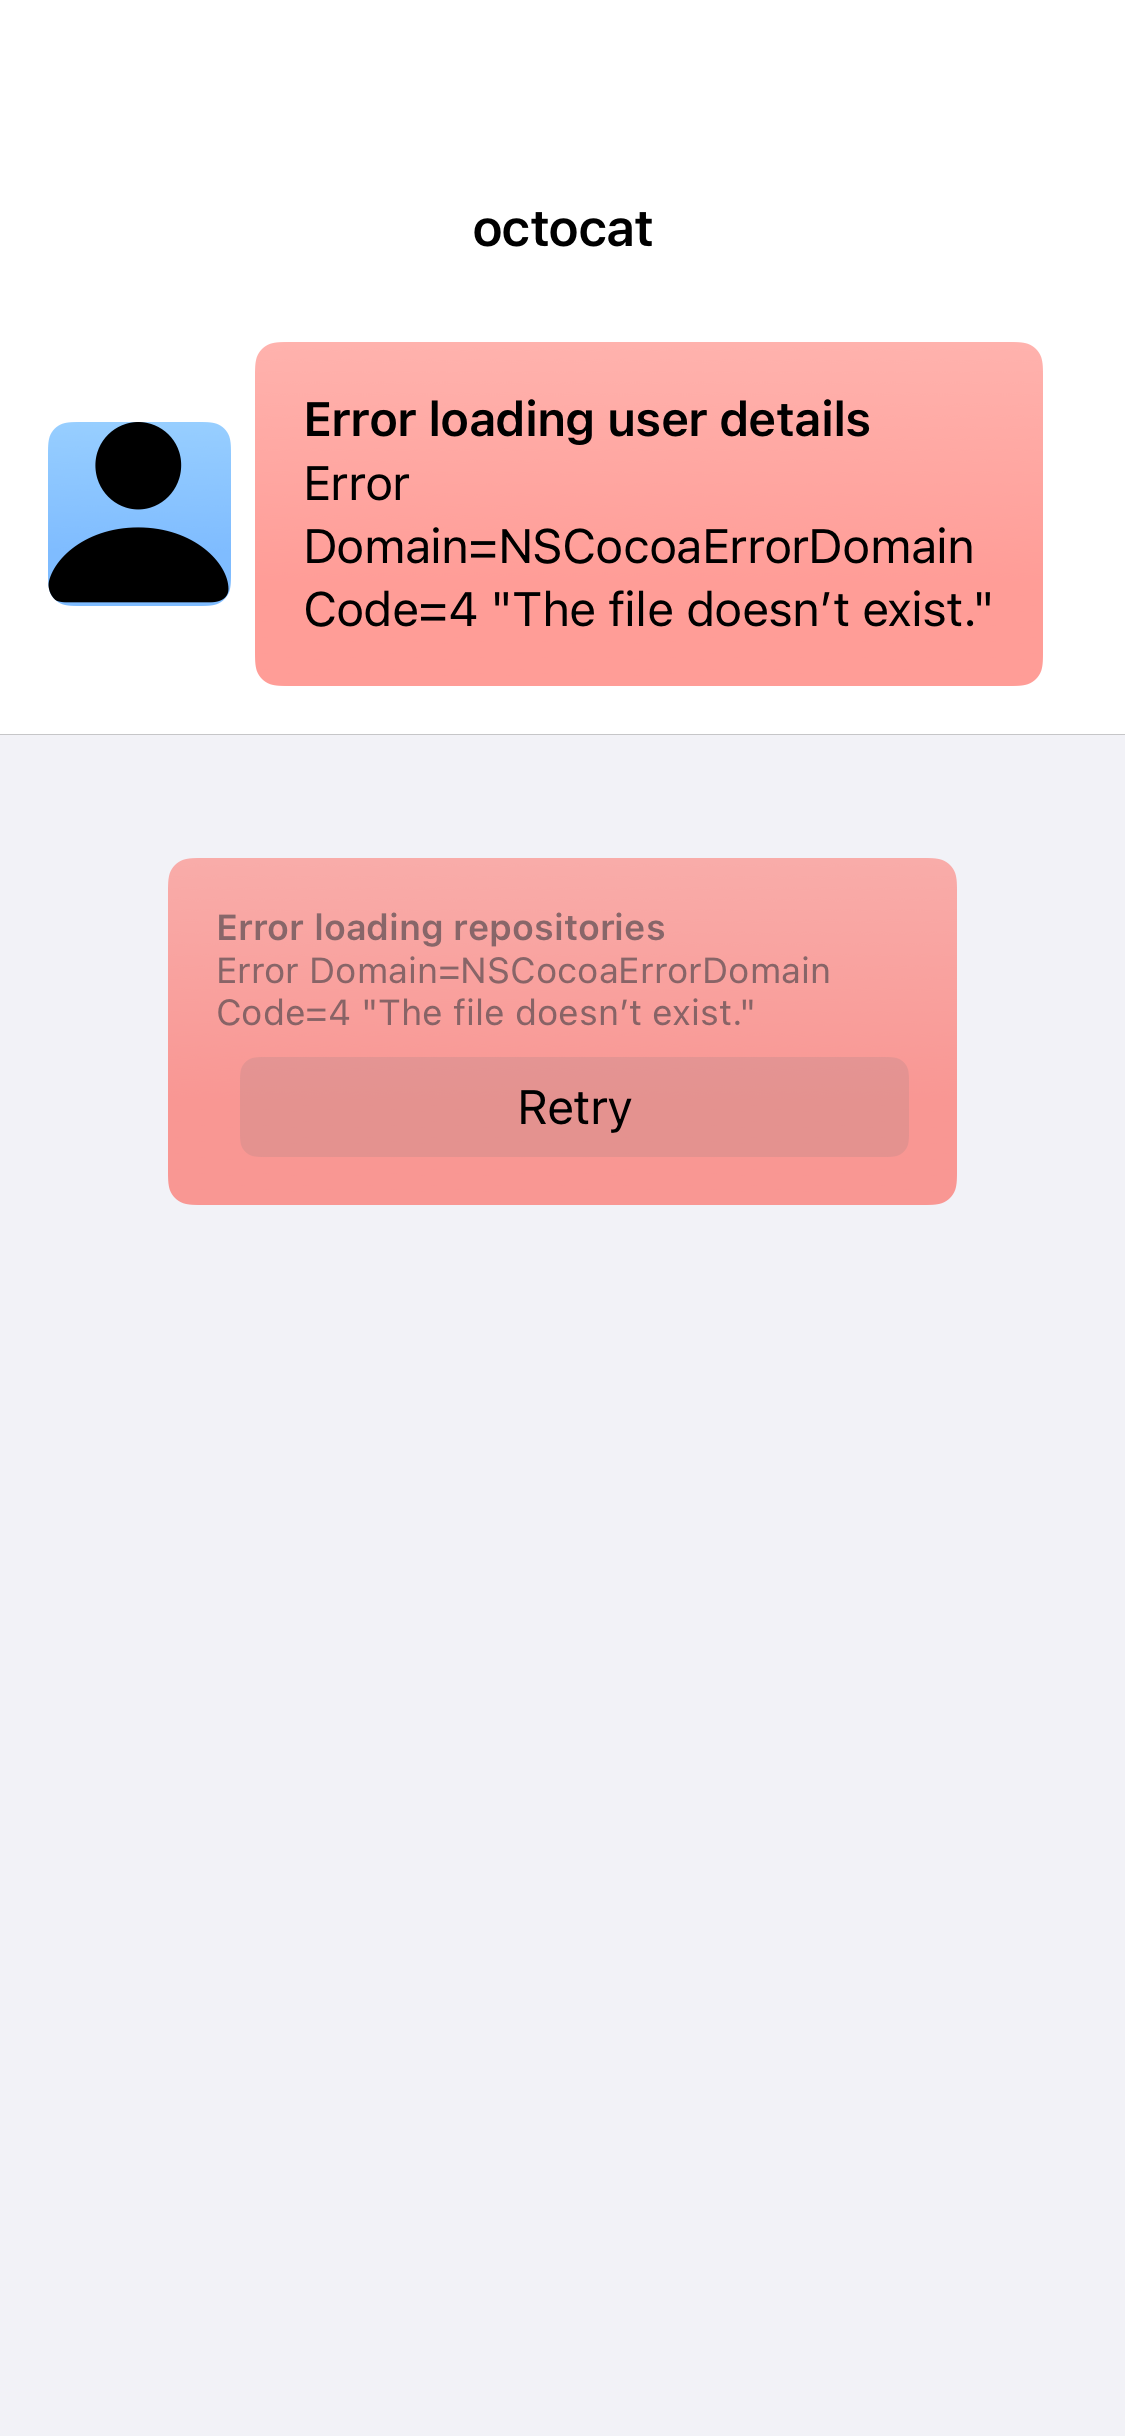 octocat
Error loading user details
Error
Domain=NSCocoaErrorDomain
Code=4 "The file doesn’t exist."
Error loading repositories
Error Domain=NSCocoaErrorDomain
Code=4 "The file doesn’t exist."
Retry